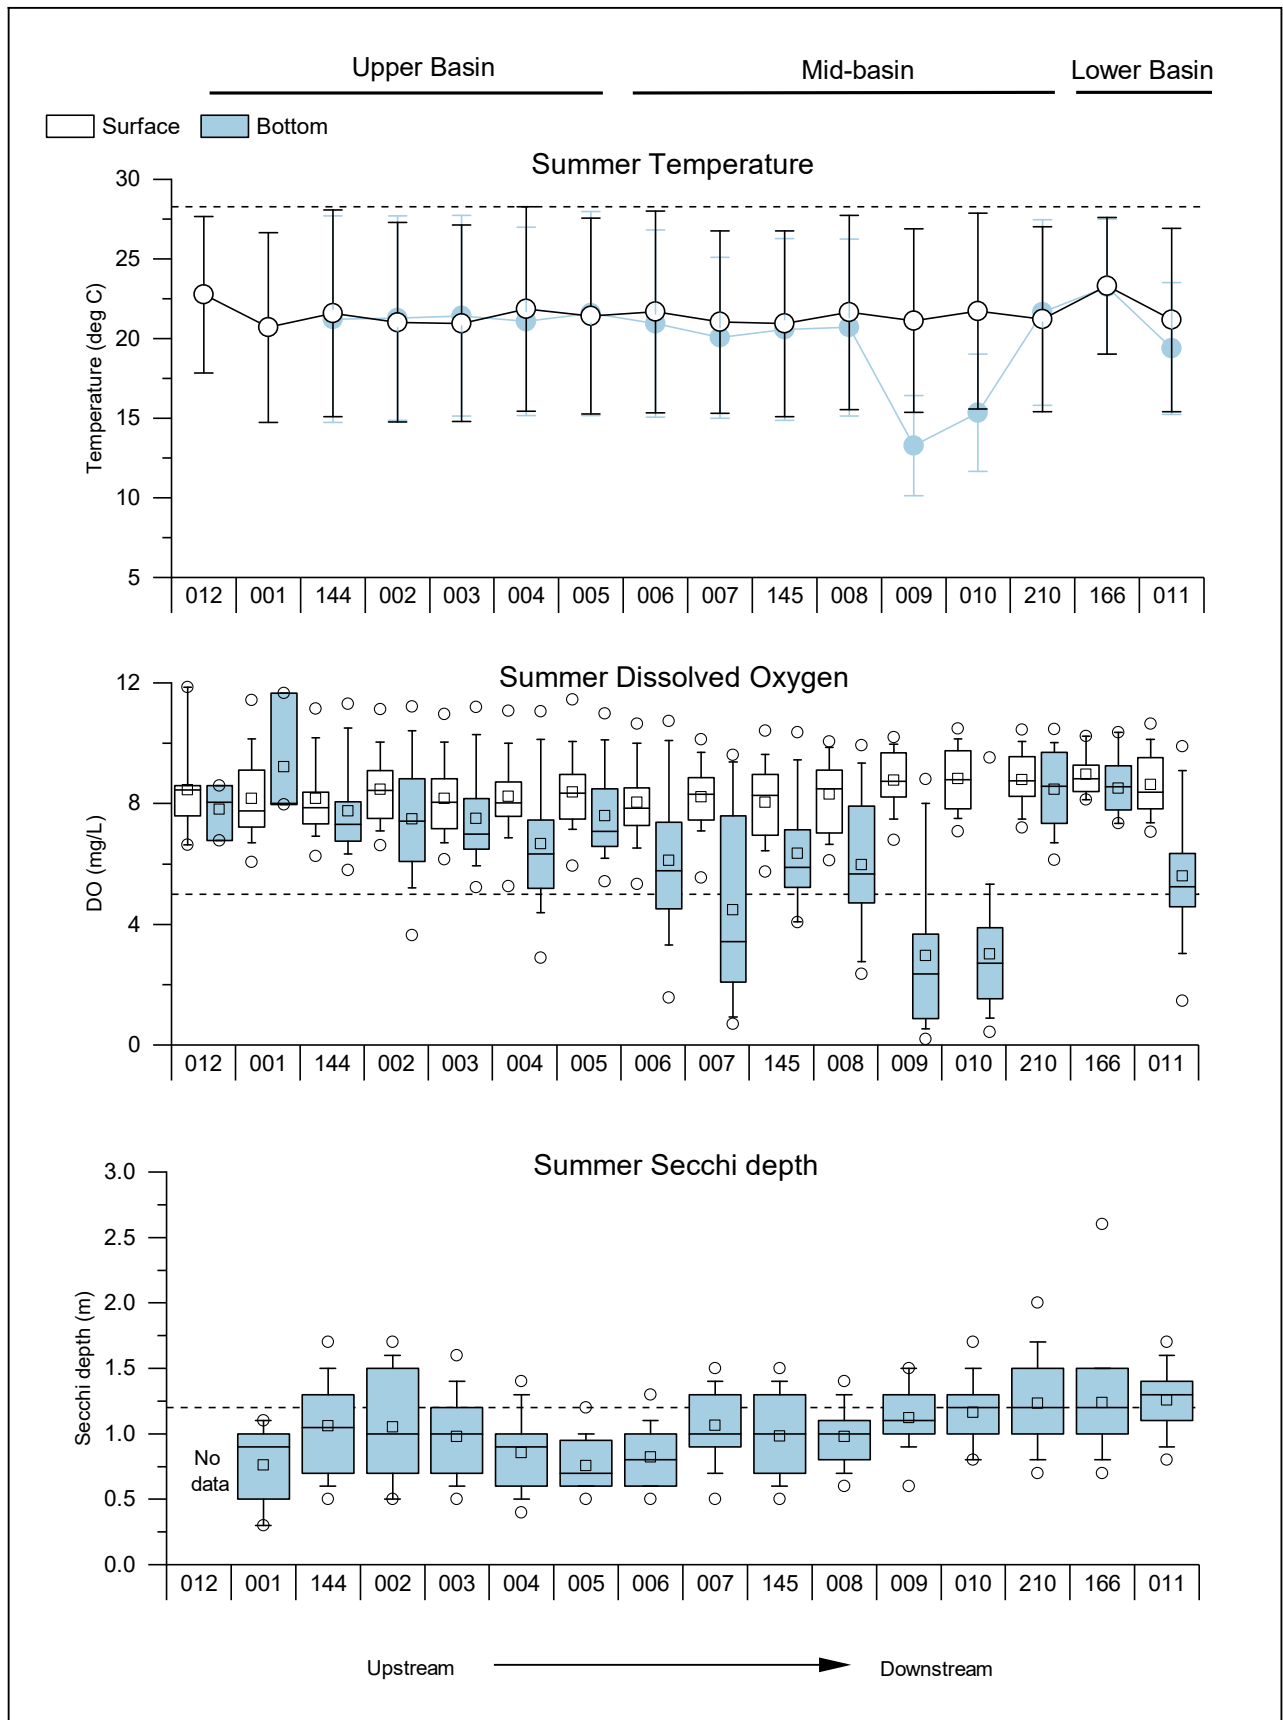 Upper Basin Mid-basin Lower Basin
Surface Bottom
Summer Temperature
Temperature (deg C)
30
25
20
15
10
5
012 001 144 002 003 004 005 006 007 145 008 009 010 210 166 011
Summer Dissolved Oxygen
DO (mg/L)
12
8
4
0
012 001 144 002 003 004 005 006 007 145 008 009 010 210 166 011
Summer Secchi depth
Secchi depth (m)
3.0
2.5
2.0
1.5
1.0
0.5
0.0
No
data
012 001 144 002 003 004 005 006 007 145 008 009 010 210 166 011
Upstream Downstream